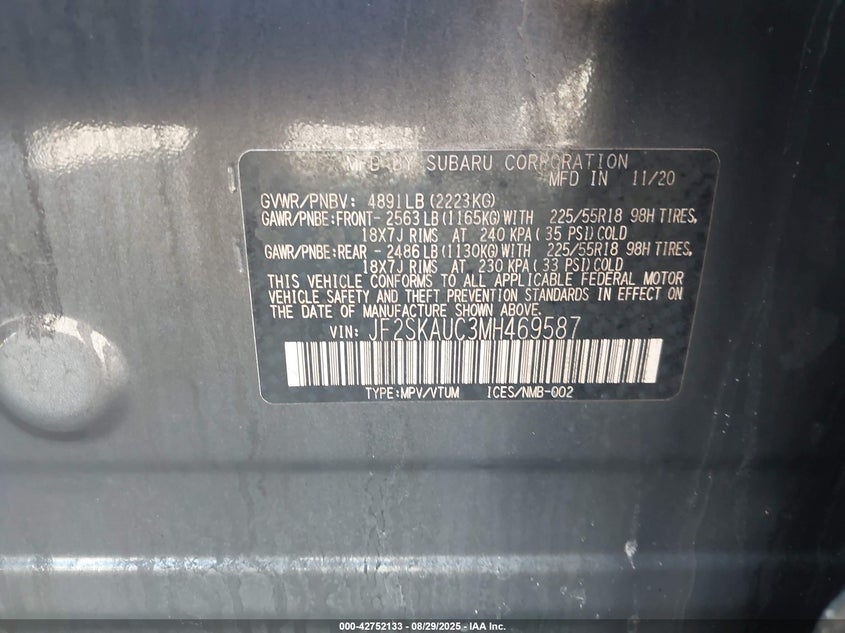 MFD BY SUBARU CORPORATION
MFD IN 11/20
GVWR/PNBV: 4891LB (2223KG)
GAWR/PNBE:FRONT- 2563LB (1165KG) WITH 225/55R18 98H TIRES,
18X7J RIMS AT 240 KPA ( 35 PSI) COLD
GAWR/PNBE:REAR - 2486LB (1130KG) WITH 225/55R18 98H TIRES,
18X7J RIMS AT 230 KPA ( 33 PSI) COLD
THIS VEHICLE CONFORMS TO ALL APPLICABLE FEDERAL MOTOR
VEHICLE SAFETY AND THEFT PREVENTION STANDARDS IN EFFECT ON
THE DATE OF MANUFACTURE SHOWN ABOVE.
VIN: JF2SKAUC3MH469587
TYPE:MPV/VTUM ICES/NMB-002
000-42752133 - 08/29/2025 - IAA Inc.